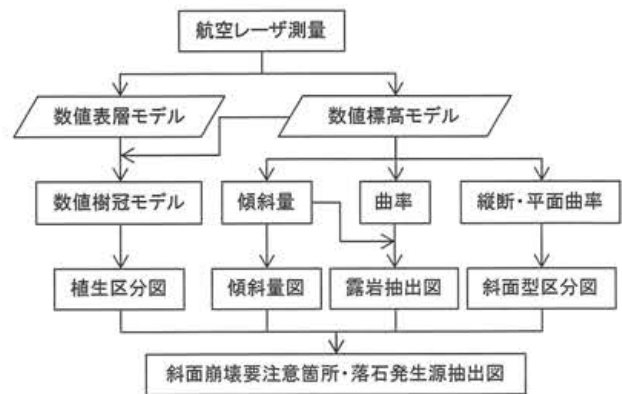 航空レーザ測量
数値表層モデル
数値標高モデル
数値樹冠モデル
傾斜量
曲率
縦断・平面曲率
植生区分図
傾斜量図
露岩抽出図
斜面型区分図
斜面崩壊要注意箇所・落石発生源抽出図